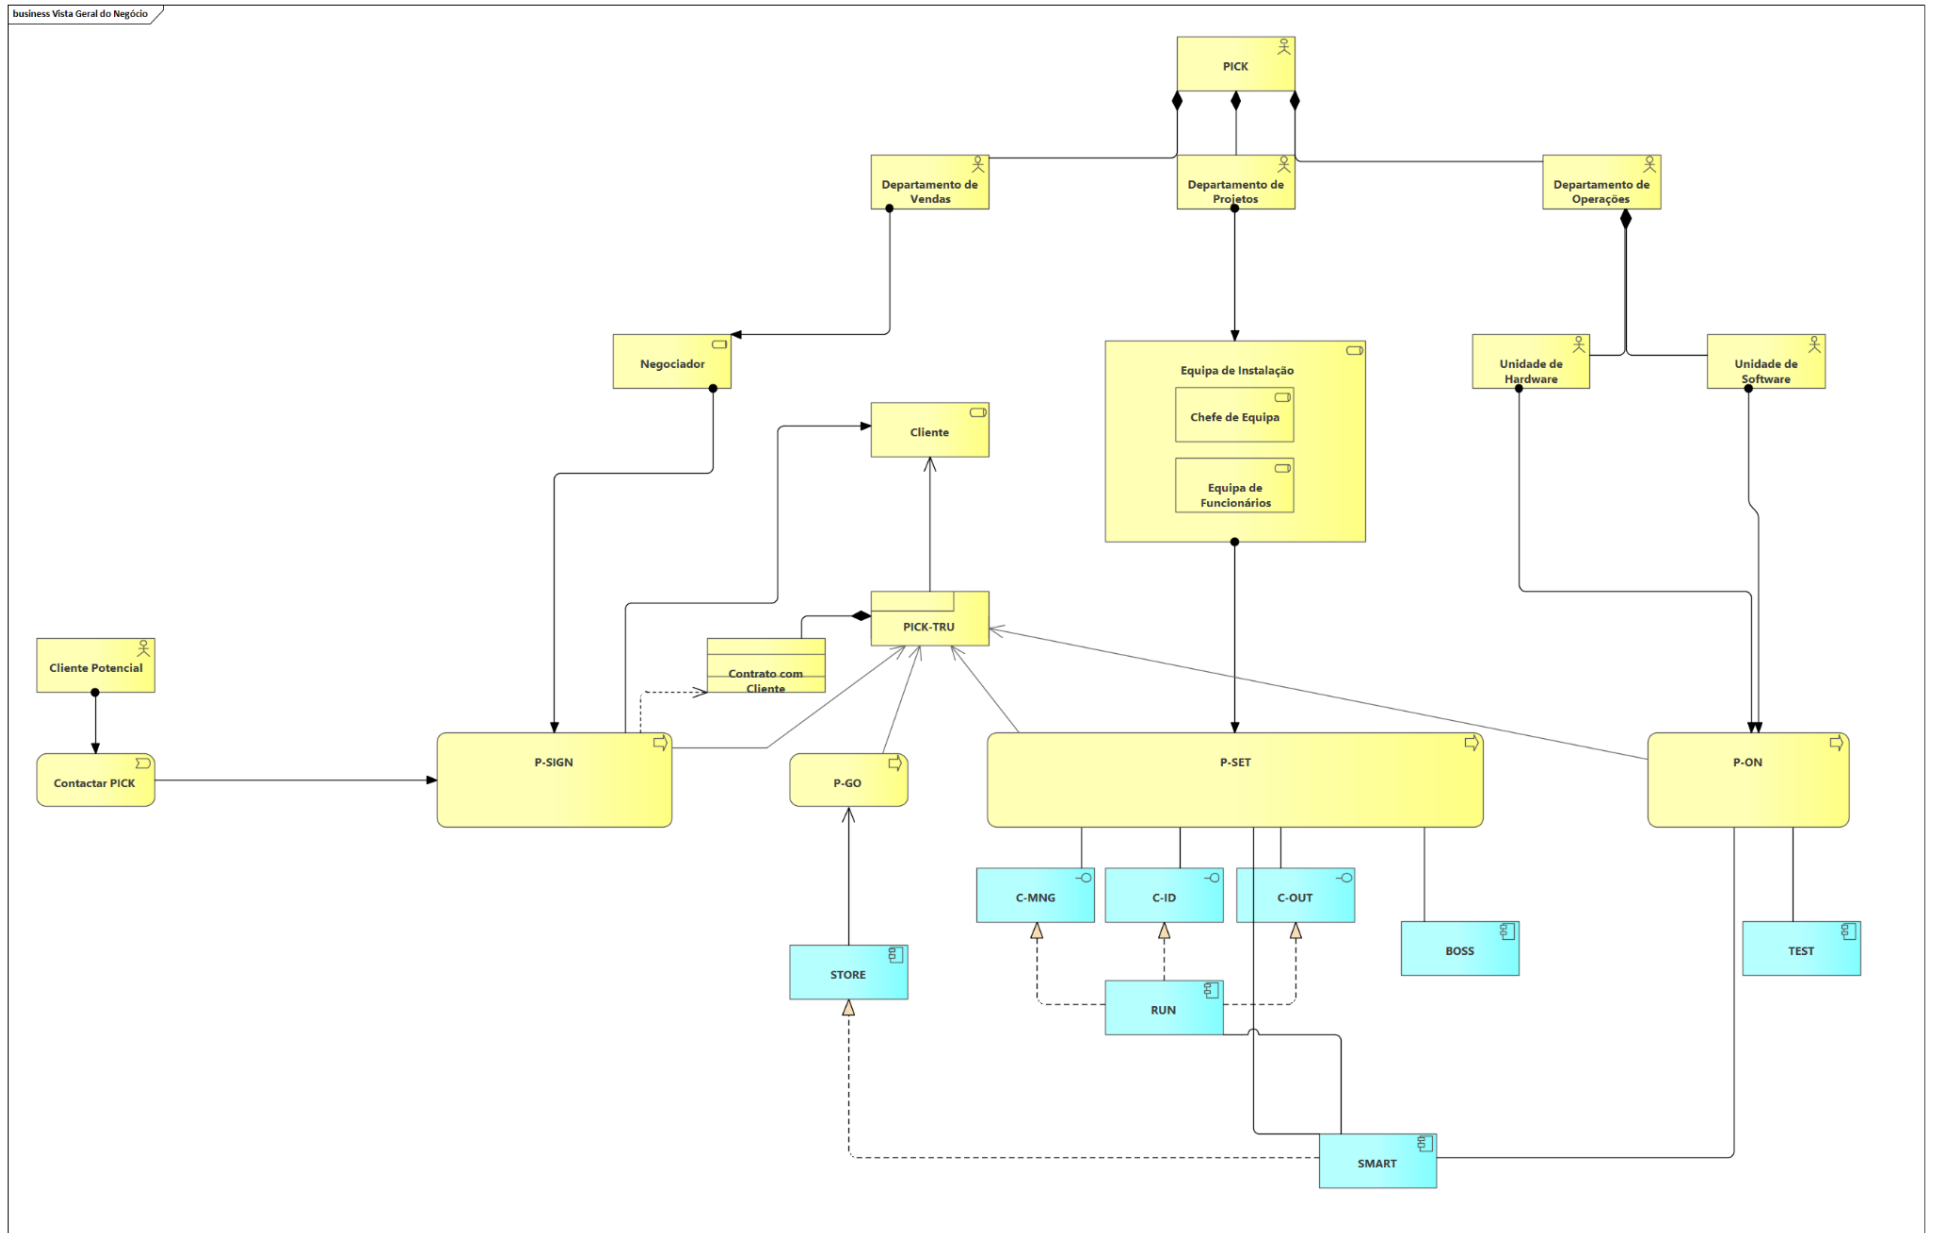 business Vista Geral do Negócio
PICK
Departamento de
Vendas
Departamento de
Projetos
Departamento de
Operações
Negociador
Equipa de Instalação
Chefe de Equipa
Equipa de
Funcionários
Unidade de
Hardware
Unidade de
Software
Cliente
PICK-TRU
Cliente Potencial
Contrato com
Cliente
Contactar PICK
P-SIGN
P-GO
P-SET
P-ON
C-MNG
C-ID
C-OUT
BOSS
TEST
STORE
RUN
SMART